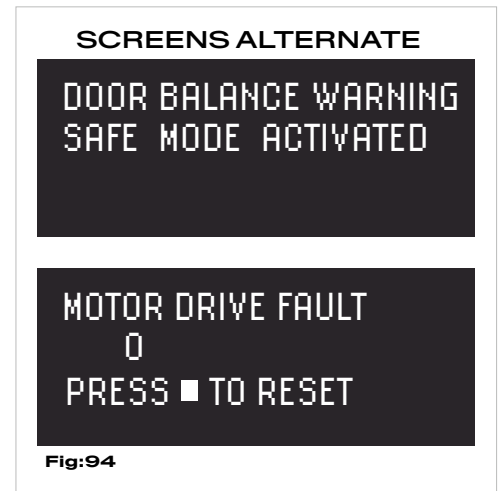 SCREENS ALTERNATE
DOOR BALANCE WARNING
SAFE MODE ACTIVATED
MOTOR DRIVE FAULT
0
PRESS ■ TO RESET
Fig:94